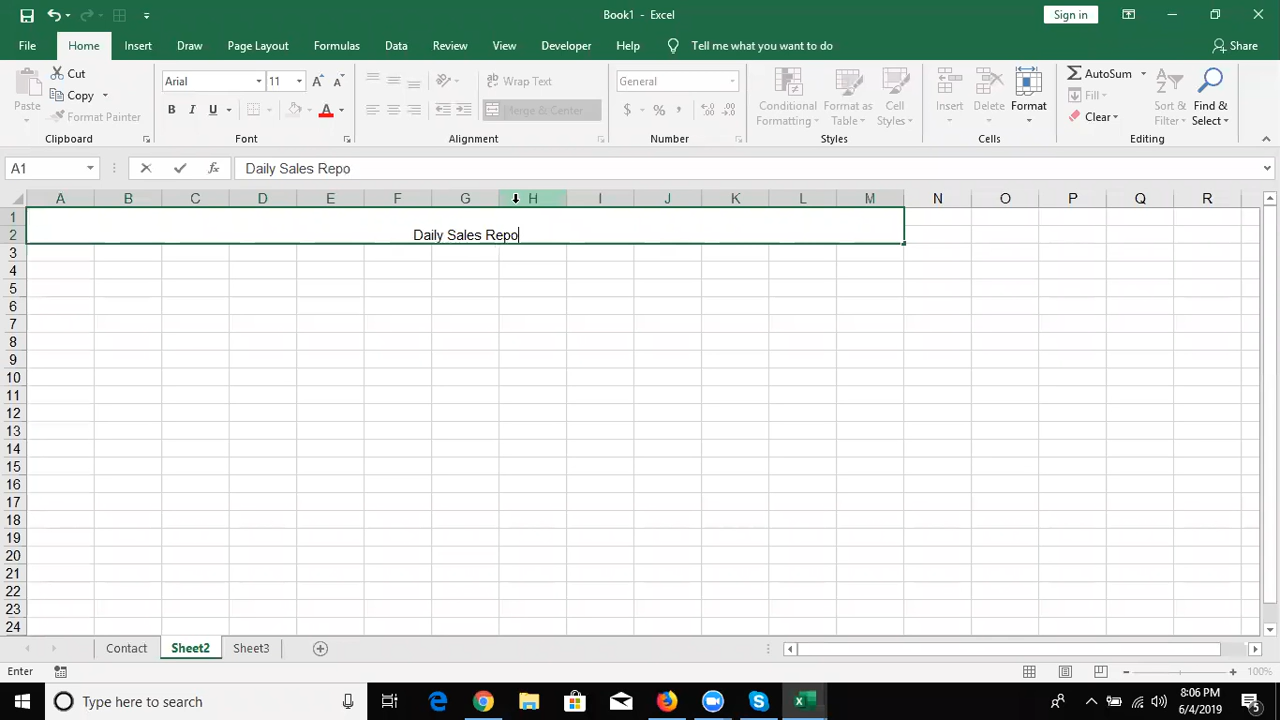 Book1 - Excel
Sign in
File Home Insert Draw Page Layout Formulas Data Review View Developer Help Tell me what you want to do Share
Paste
Cut
Copy
Format Painter
Clipboard
Arial 11
B I U
Font
Wrap Text
Merge & Center
Alignment
General
$ % ,
Number
Conditional Formatting
Format as Table
Cell Styles
Styles
Insert Delete Format
Cells
AutoSum
Fill
Clear
Sort & Filter
Find & Select
Editing
A1 fx Daily Sales Repo
A B C D E F G H I J K L M N O P Q R
1
2 Daily Sales Repo
3
4
5
6
7
8
9
10
11
12
13
14
15
16
17
18
19
20
21
22
23
24
Contact Sheet2 Sheet3
Enter 100%
Type here to search
8:06 PM
6/4/2019
5